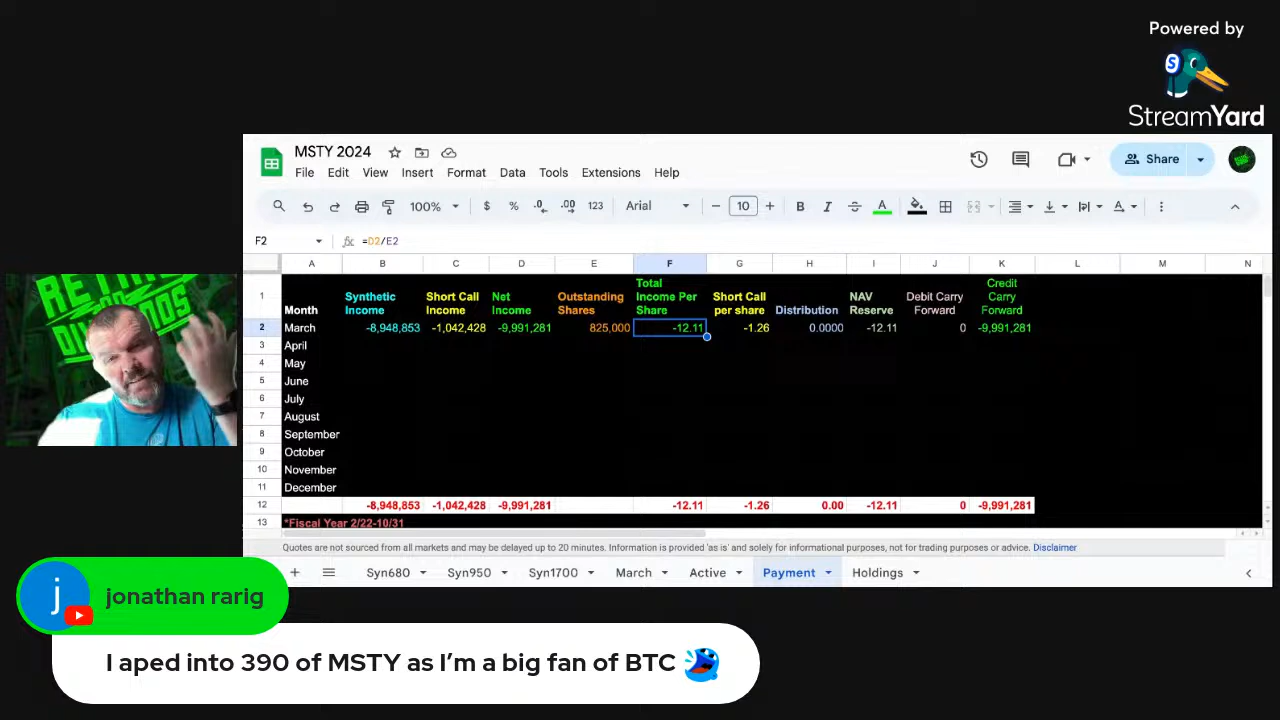 Powered by
S
StreamYard
MSTY 2024
File Edit View Insert Format Data Tools Extensions Help
Share
100% $ % .0 .00 123 Arial − 10 + B I A
F2 fx =D2/E2
A B C D E F G H I J K L M N
1 Month Synthetic Income Short Call Income Net Income Outstanding Shares Total Income Per Share Short Call per share Distribution NAV Reserve Debit Carry Forward Credit Carry Forward
2 March -8,948,853 -1,042,428 -9,991,281 825,000 -12.11 -1.26 0.0000 -12.11 0 -9,991,281
3 April
4 May
5 June
6 July
7 August
8 September
9 October
10 November
11 December
12 -8,948,853 -1,042,428 -9,991,281 -12.11 -1.26 0.00 -12.11 0 -9,991,281
13 *Fiscal Year 2/22-10/31
Quotes are not sourced from all markets and may be delayed up to 20 minutes. Information is provided 'as is' and solely for informational purposes, not for trading purposes or advice. Disclaimer
+ Syn680 Syn950 Syn1700 March Active Payment Holdings
j
jonathan rarig
I aped into 390 of MSTY as I’m a big fan of BTC